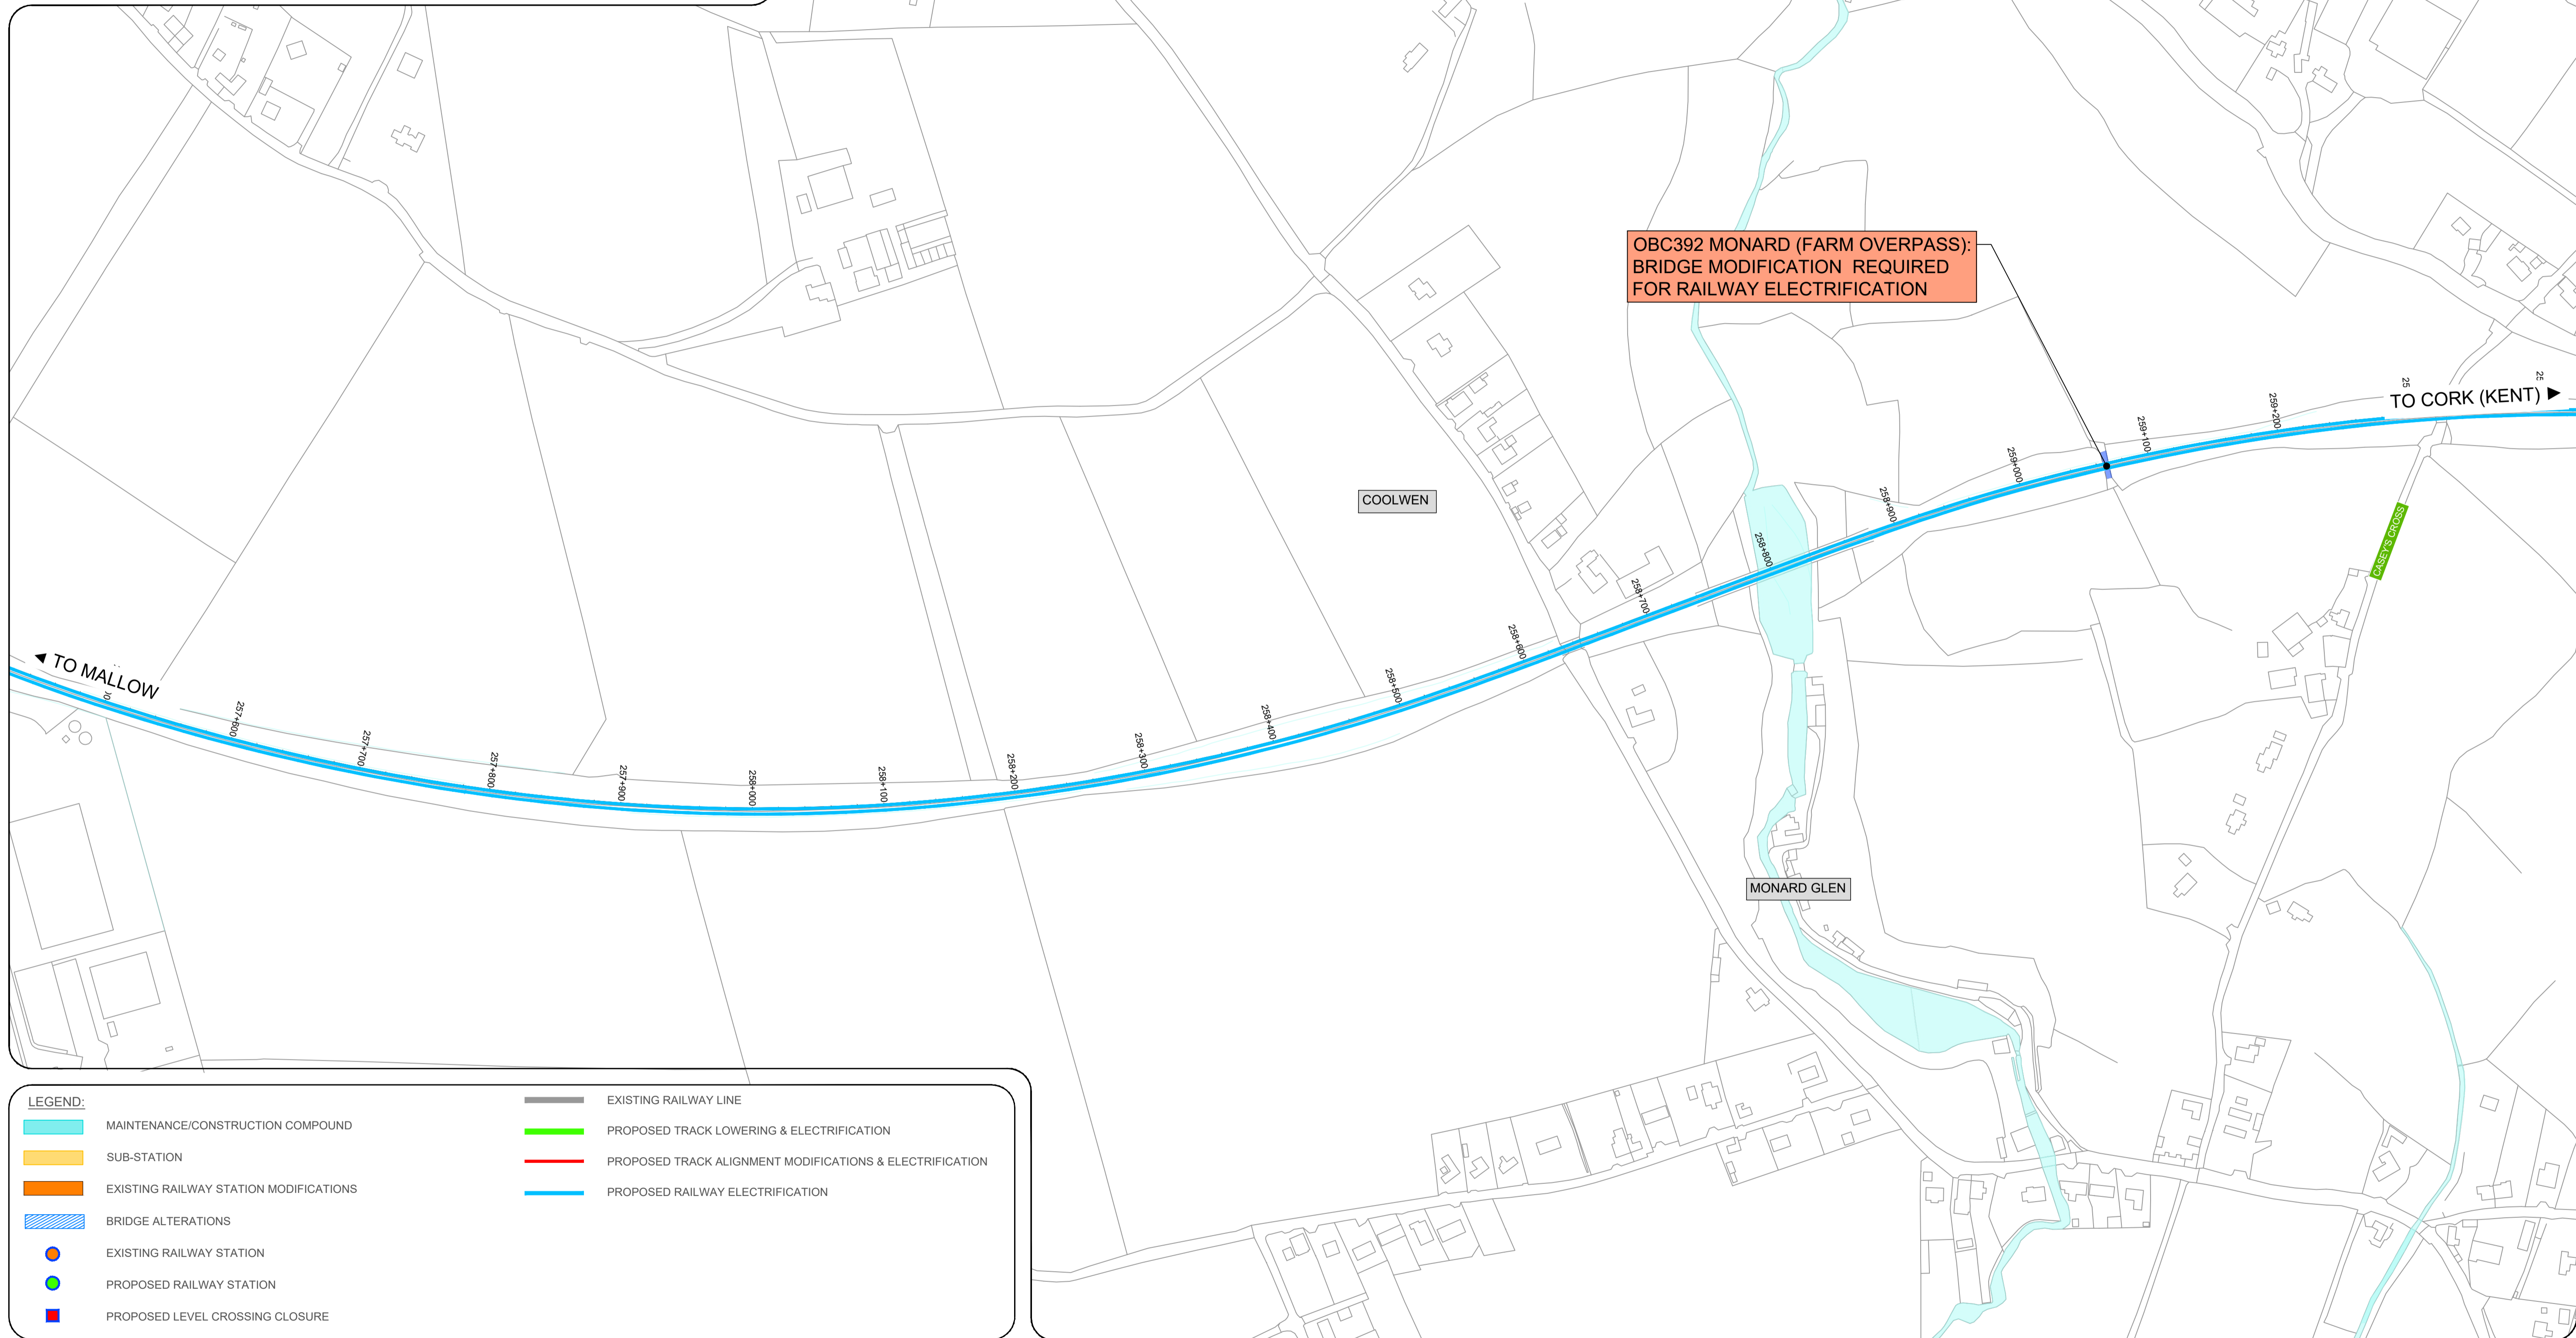 OBC392 MONARD (FARM OVERPASS):
BRIDGE MODIFICATION REQUIRED
FOR RAILWAY ELECTRIFICATION
TO CORK (KENT)
25
25
259+200
259+100
259+000
258+900
258+800
258+700
258+600
258+500
258+400
258+300
258+200
258+100
258+000
257+900
257+800
257+700
257+600
COOLWEN
CASEY'S CROSS
TO MALLOW
MONARD GLEN
LEGEND:
MAINTENANCE/CONSTRUCTION COMPOUND
SUB-STATION
EXISTING RAILWAY STATION MODIFICATIONS
BRIDGE ALTERATIONS
EXISTING RAILWAY STATION
PROPOSED RAILWAY STATION
PROPOSED LEVEL CROSSING CLOSURE
EXISTING RAILWAY LINE
PROPOSED TRACK LOWERING & ELECTRIFICATION
PROPOSED TRACK ALIGNMENT MODIFICATIONS & ELECTRIFICATION
PROPOSED RAILWAY ELECTRIFICATION